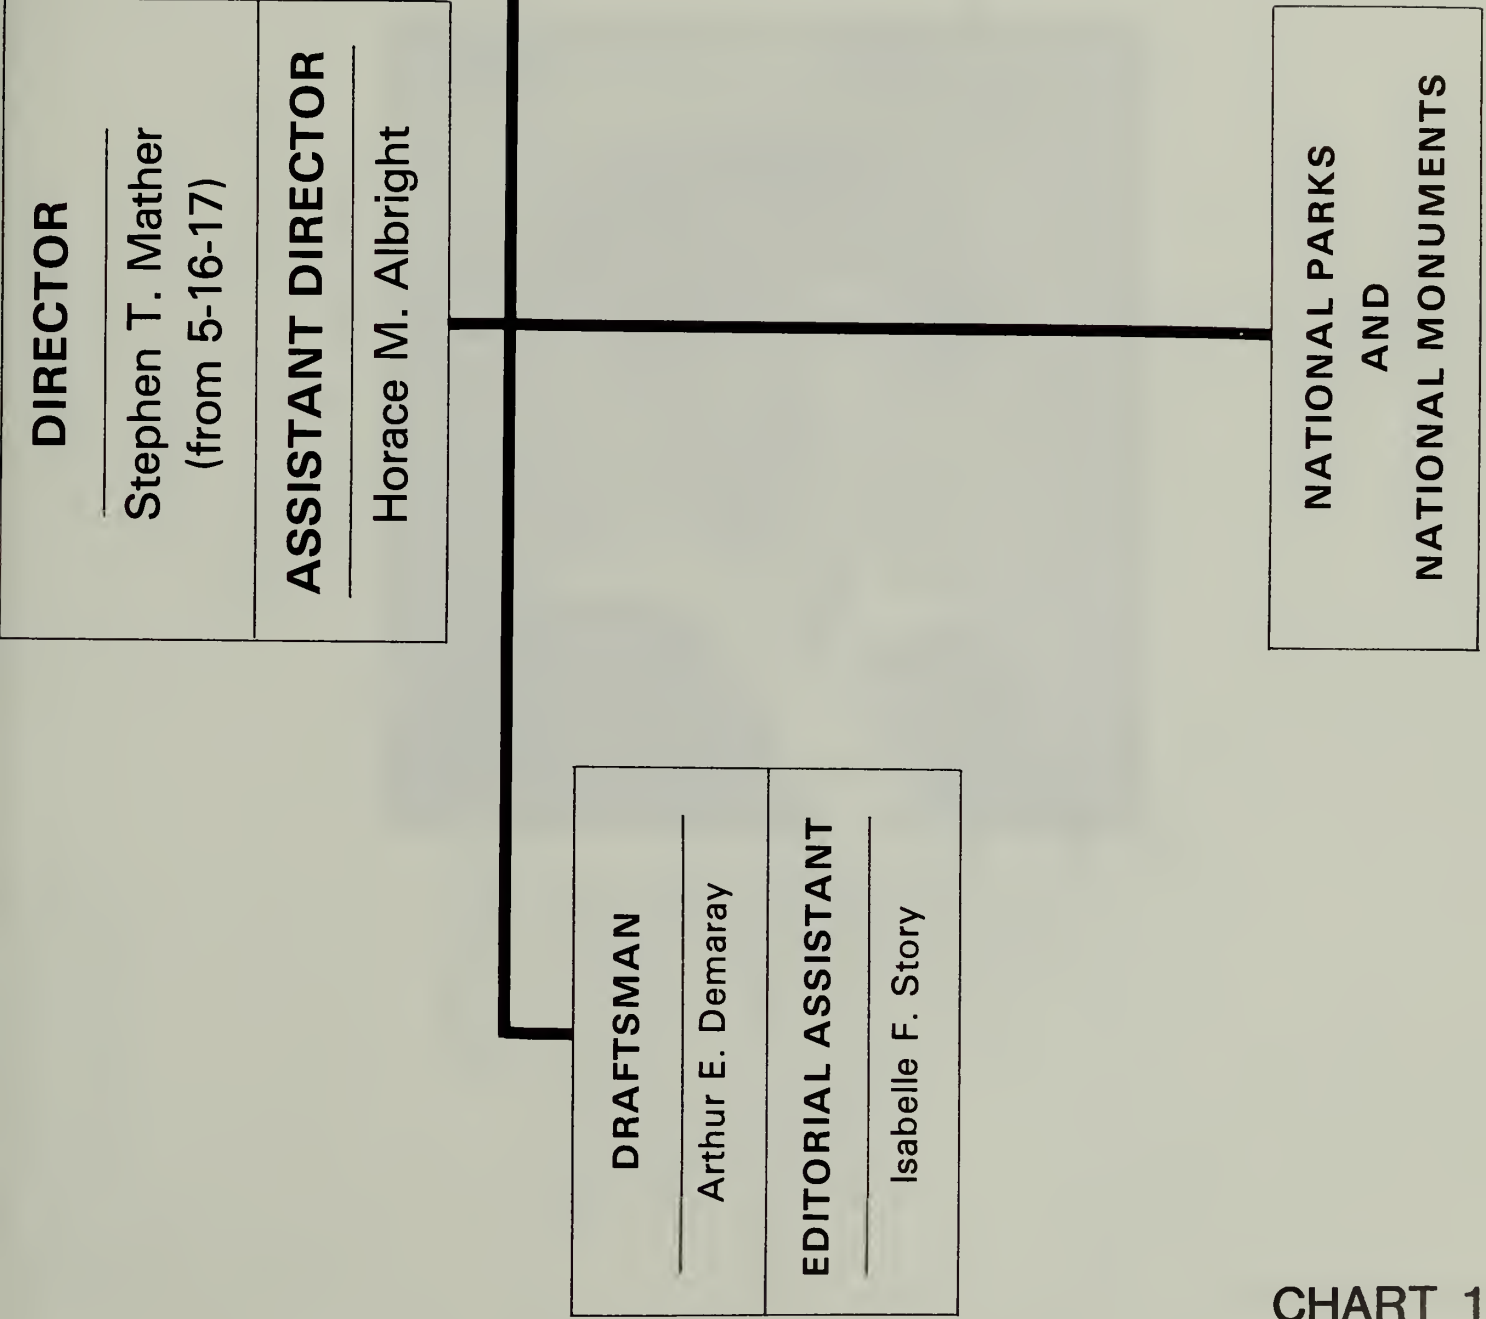 DIRECTOR
Stephen T. Mather
(from 5-16-17)
ASSISTANT DIRECTOR
Horace M. Albright
DRAFTSMAN
Arthur E. Demaray
EDITORIAL ASSISTANT
Isabelle F. Story
NATIONAL PARKS
AND
NATIONAL MONUMENTS
CHART 1